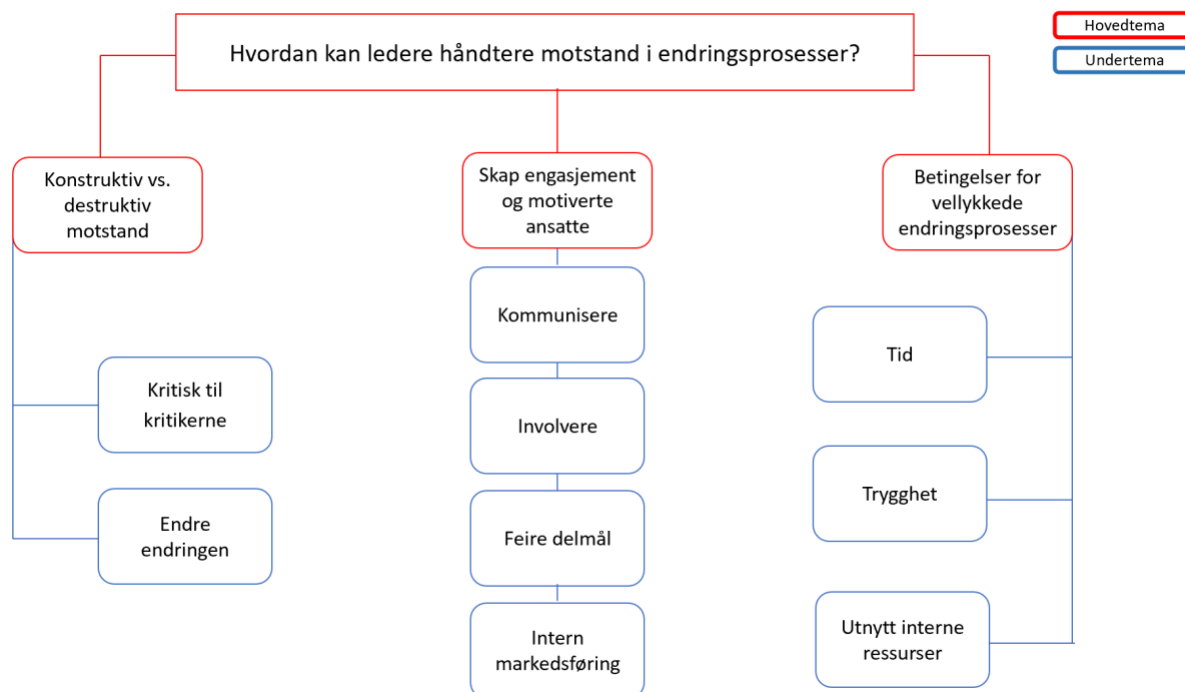 Hvordan kan ledere håndtere motstand i endringsprosesser?
Hovedtema
Undertema
Konstruktiv vs.
destruktiv
motstand
Kritisk til
kritikerne
Endre
endringen
Skap engasjement
og motiverte
ansatte
Kommunisere
Involvere
Feire delmål
Intern
markedsføring
Betingelser for
vellykkede
endringsprosesser
Tid
Trygghet
Utnytt interne
ressurser